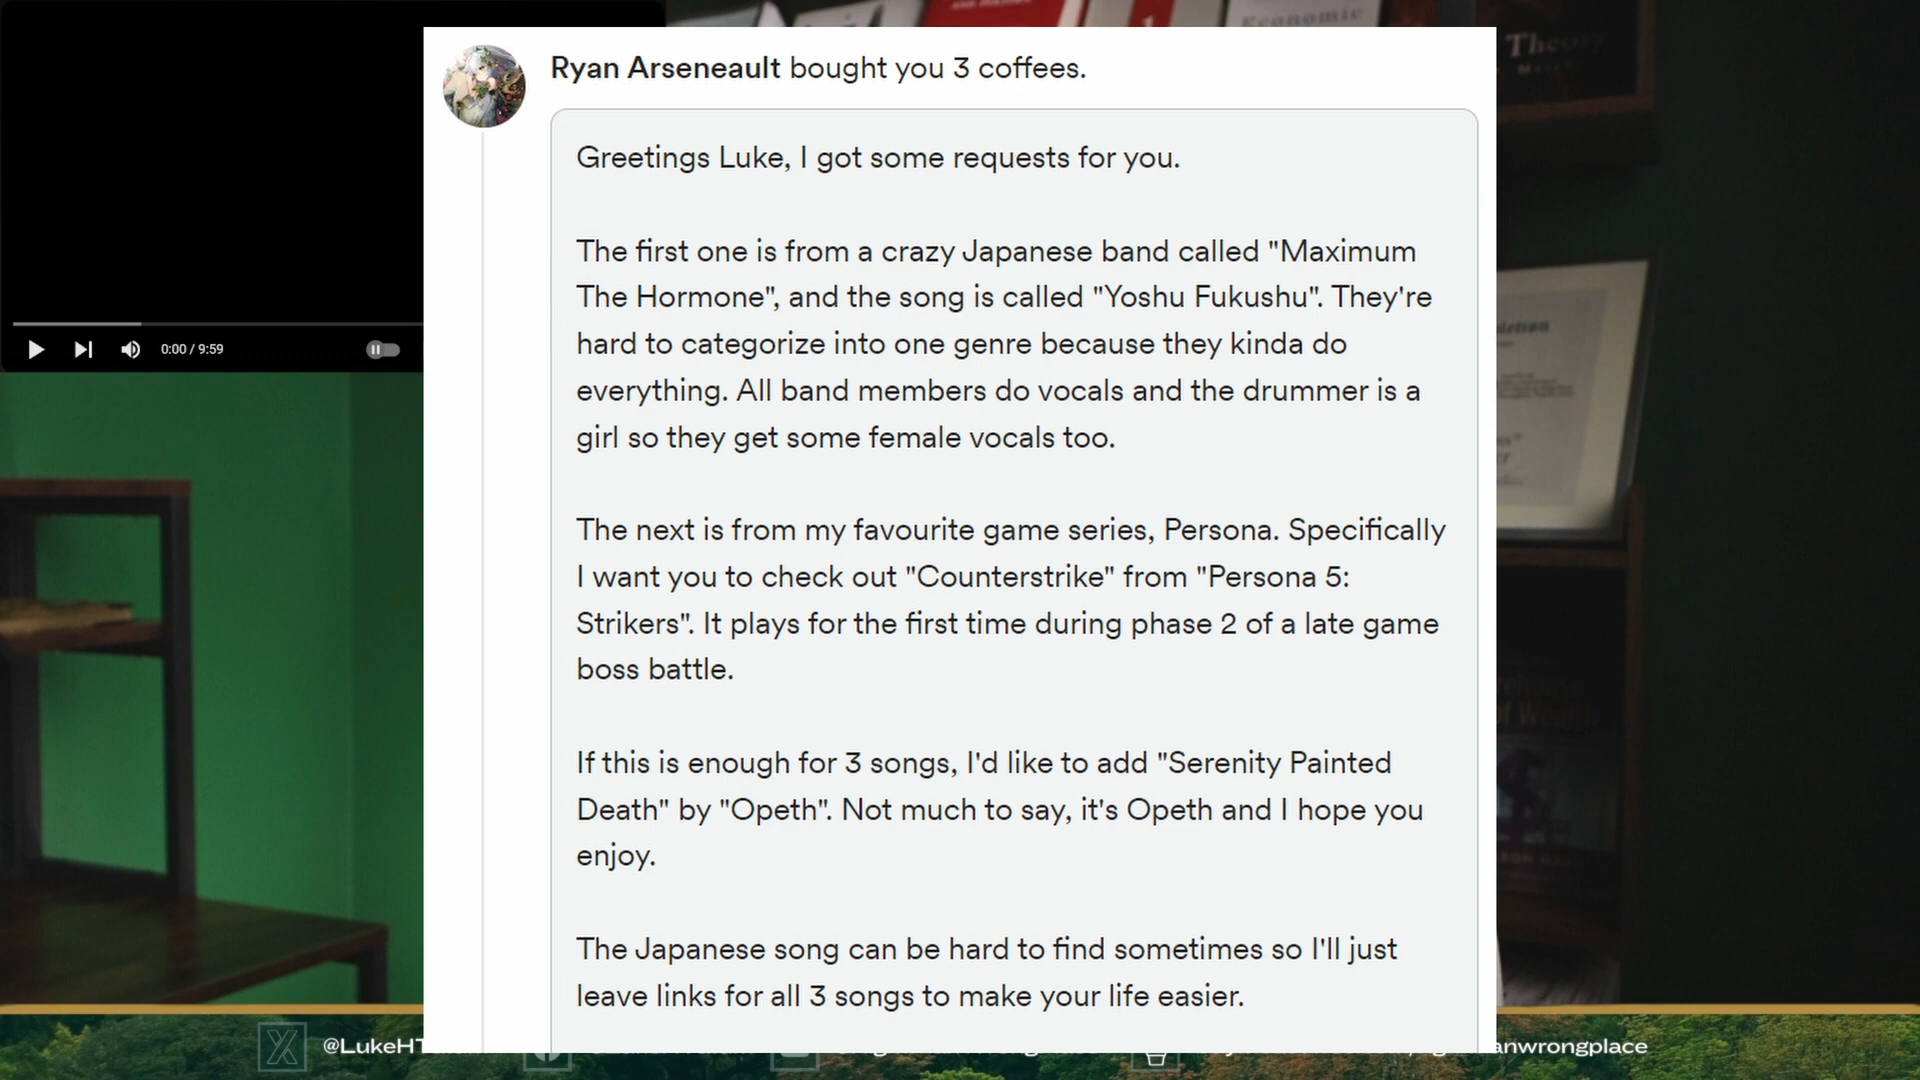 Economic
Theory
Ryan Arseneault bought you 3 coffees.
Greetings Luke, I got some requests for you.
The first one is from a crazy Japanese band called "Maximum
The Hormone", and the song is called "Yoshu Fukushu". They're
hard to categorize into one genre because they kinda do
everything. All band members do vocals and the drummer is a
girl so they get some female vocals too.
The next is from my favourite game series, Persona. Specifically
I want you to check out "Counterstrike" from "Persona 5:
Strikers". It plays for the first time during phase 2 of a late game
boss battle.
If this is enough for 3 songs, I'd like to add "Serenity Painted
Death" by "Opeth". Not much to say, it's Opeth and I hope you
enjoy.
The Japanese song can be hard to find sometimes so I'll just
leave links for all 3 songs to make your life easier.
0:00 / 9:59